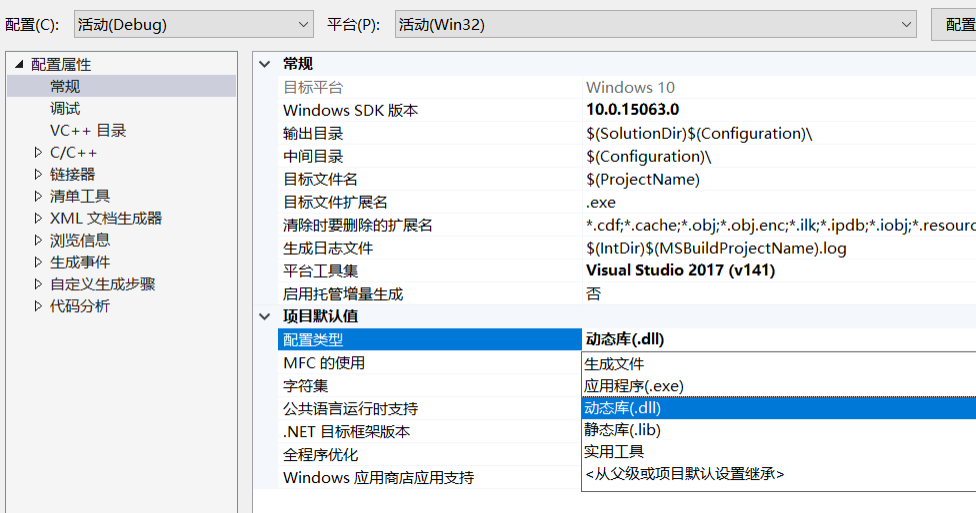 配置(C): 活动(Debug) 平台(P): 活动(Win32) 配置
配置属性
常规
调试
VC++ 目录
C/C++
链接器
清单工具
XML 文档生成器
浏览信息
生成事件
自定义生成步骤
代码分析
常规
目标平台 Windows 10
Windows SDK 版本 10.0.15063.0
输出目录 $(SolutionDir)$(Configuration)\
中间目录 $(Configuration)\
目标文件名 $(ProjectName)
目标文件扩展名 .exe
清除时要删除的扩展名 *.cdf;*.cache;*.obj;*.obj.enc;*.ilk;*.ipdb;*.iobj;*.resourc
生成日志文件 $(IntDir)$(MSBuildProjectName).log
平台工具集 Visual Studio 2017 (v141)
启用托管增量生成 否
项目默认值
配置类型 动态库(.dll)
MFC 的使用
字符集
公共语言运行时支持
.NET 目标框架版本
全程序优化
Windows 应用商店应用支持
生成文件
应用程序(.exe)
动态库(.dll)
静态库(.lib)
实用工具
<从父级或项目默认设置继承>